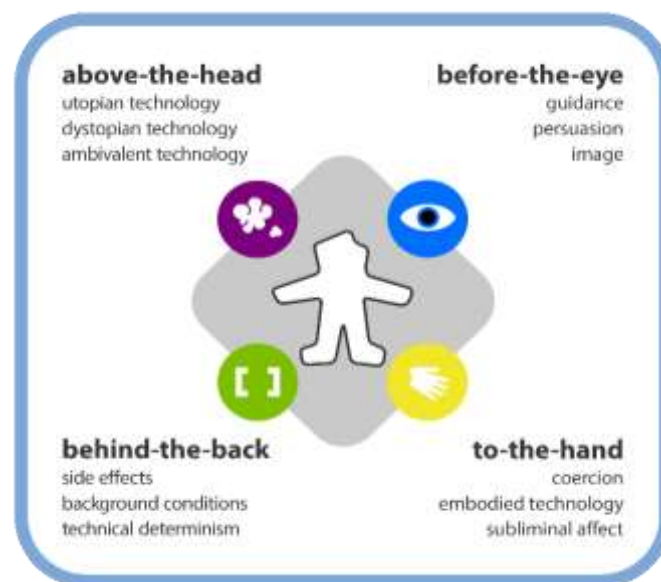 above-the-head
utopian technology
dystopian technology
ambivalent technology
before-the-eye
guidance
persuasion
image
[ ]
behind-the-back
side effects
background conditions
technical determinism
to-the-hand
coercion
embodied technology
subliminal affect